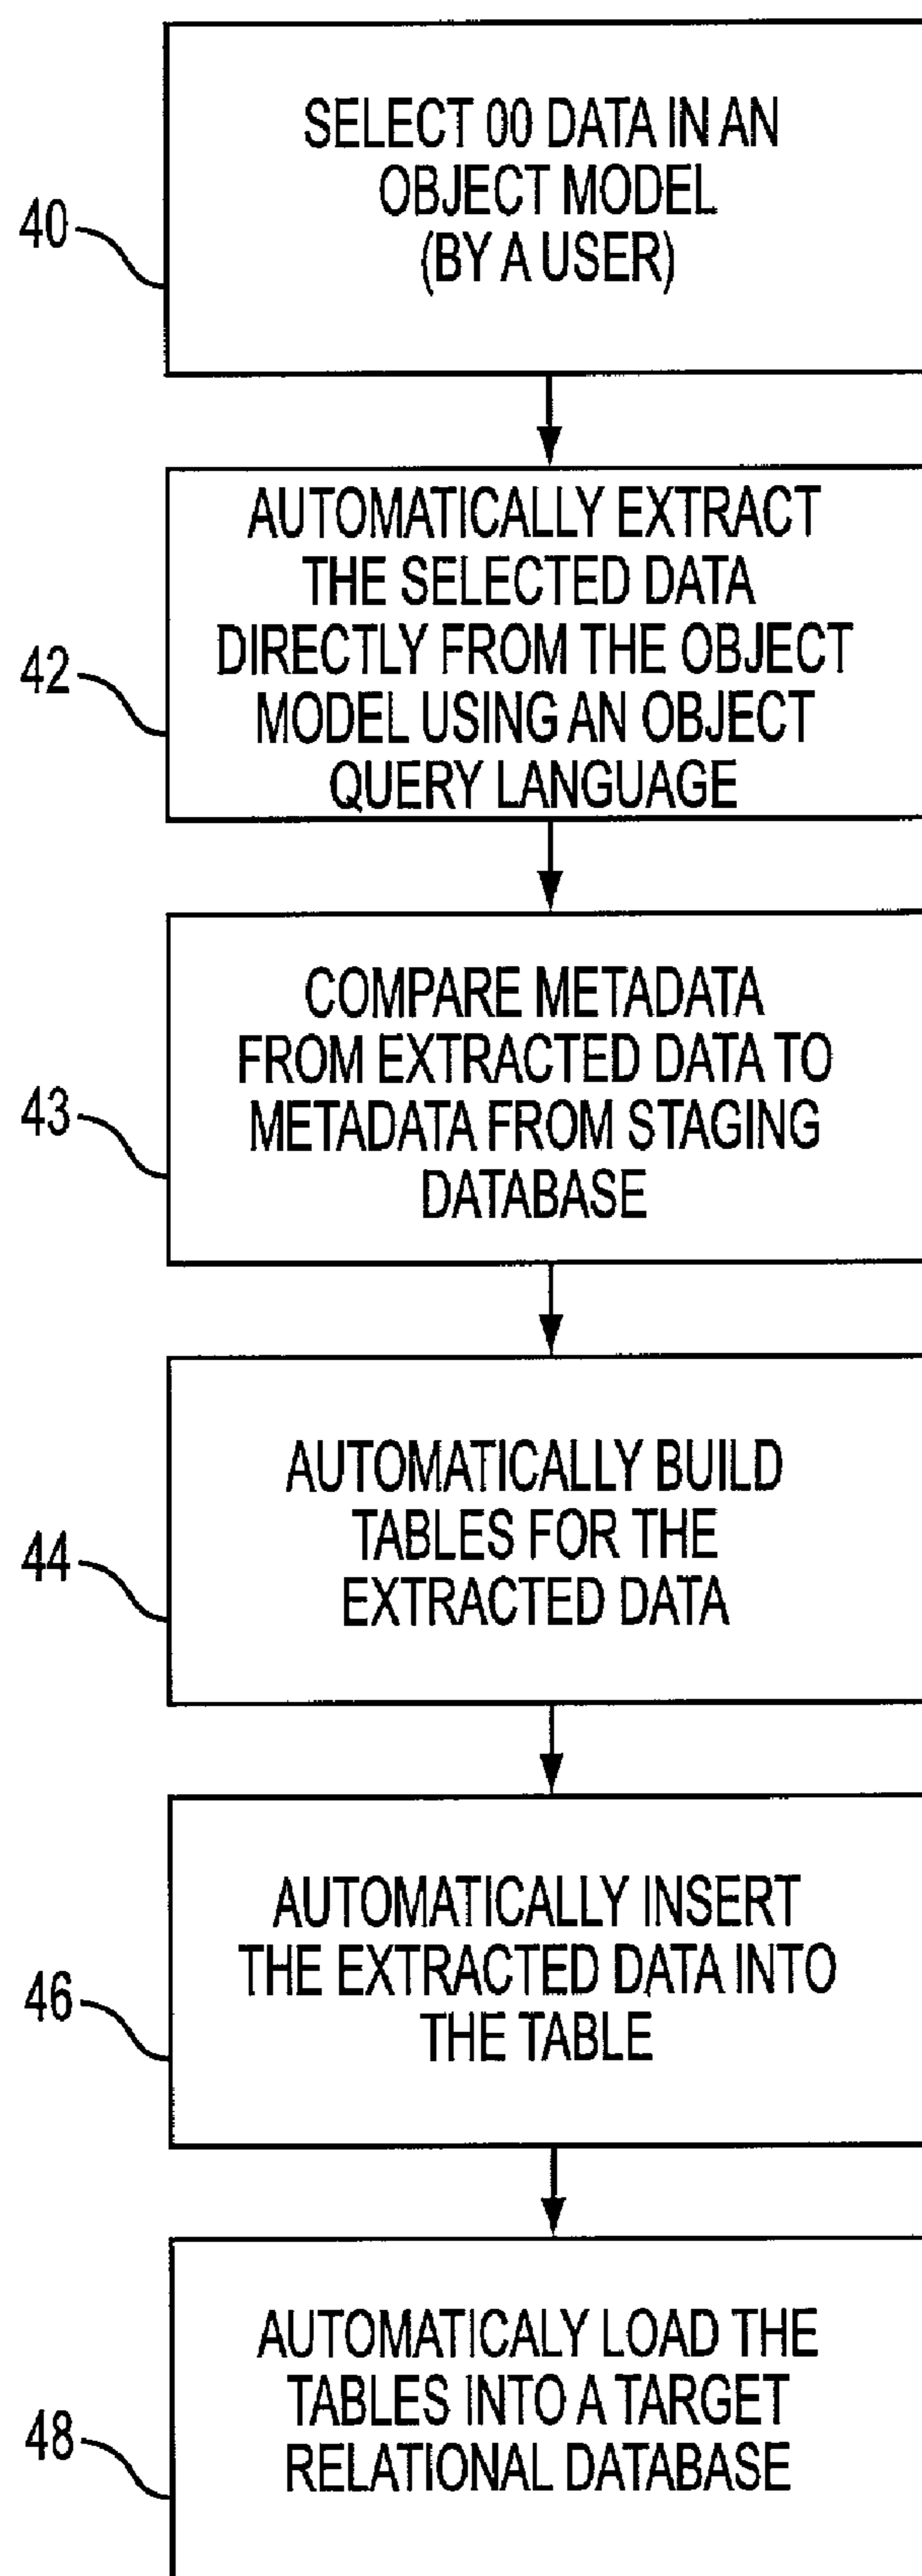 SELECT OO DATA IN AN
OBJECT MODEL
(BY A USER)
40
AUTOMATICALLY EXTRACT
THE SELECTED DATA
DIRECTLY FROM THE OBJECT
MODEL USING AN OBJECT
QUERY LANGUAGE
42
COMPARE METADATA
FROM EXTRACTED DATA TO
METADATA FROM STAGING
DATABASE
43
AUTOMATICALLY BUILD
TABLES FOR THE
EXTRACTED DATA
44
AUTOMATICALLY INSERT
THE EXTRACTED DATA INTO
THE TABLE
46
AUTOMATICALY LOAD THE
TABLES INTO A TARGET
RELATIONAL DATABASE
48